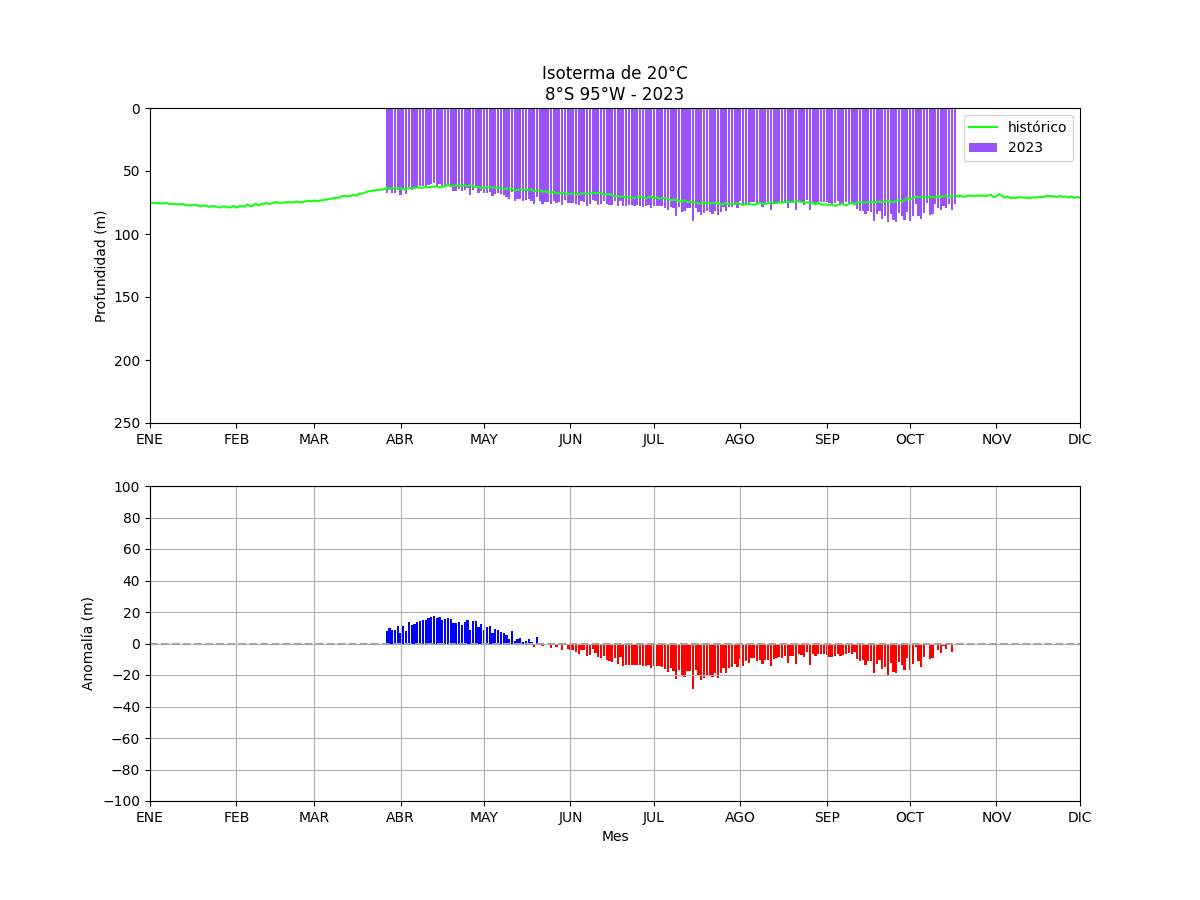 Isoterma de 20°C
8°S 95°W - 2023
histórico
2023
Profundidad (m)
0
50
100
150
200
250
ENE FEB MAR ABR MAY JUN JUL AGO SEP OCT NOV DIC
Anomalía (m)
100
80
60
40
20
0
−20
−40
−60
−80
−100
ENE FEB MAR ABR MAY JUN JUL AGO SEP OCT NOV DIC
Mes